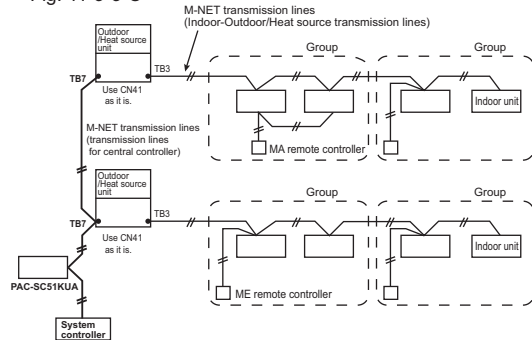 M-NET transmission lines
(Indoor-Outdoor/Heat source transmission lines)
Outdoor
/Heat source
unit
TB7
TB3
Use CN41
as it is.
Group
Group
Indoor unit
MA remote controller
M-NET transmission lines
(transmission lines
for central controller)
Outdoor
/Heat source
unit
TB7
TB3
Use CN41
as it is.
Group
Group
Indoor unit
ME remote controller
PAC-SC51KUA
System
controller